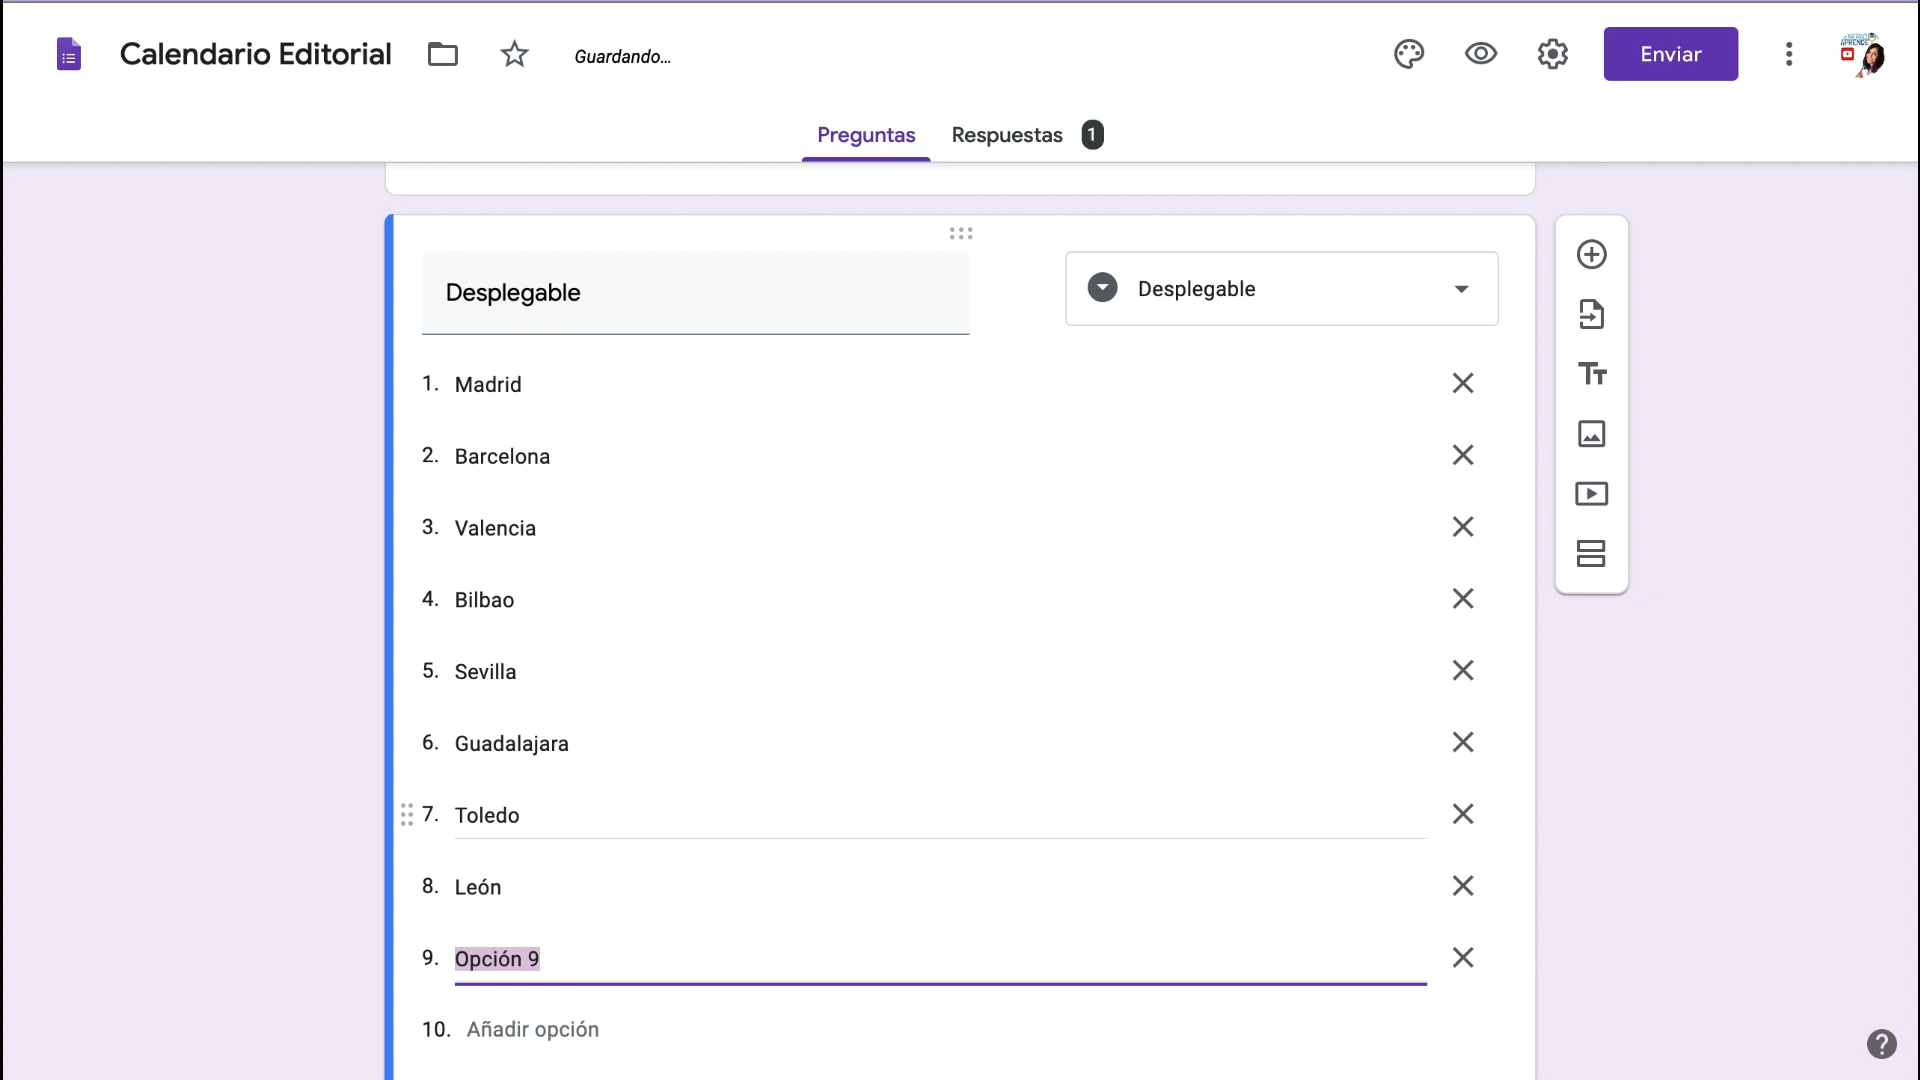 Calendario Editorial
Guardando...
Enviar
Preguntas
Respuestas 1
Desplegable
Desplegable
1. Madrid
2. Barcelona
3. Valencia
4. Bilbao
5. Sevilla
6. Guadalajara
7. Toledo
8. León
9. Opción 9
10. Añadir opción